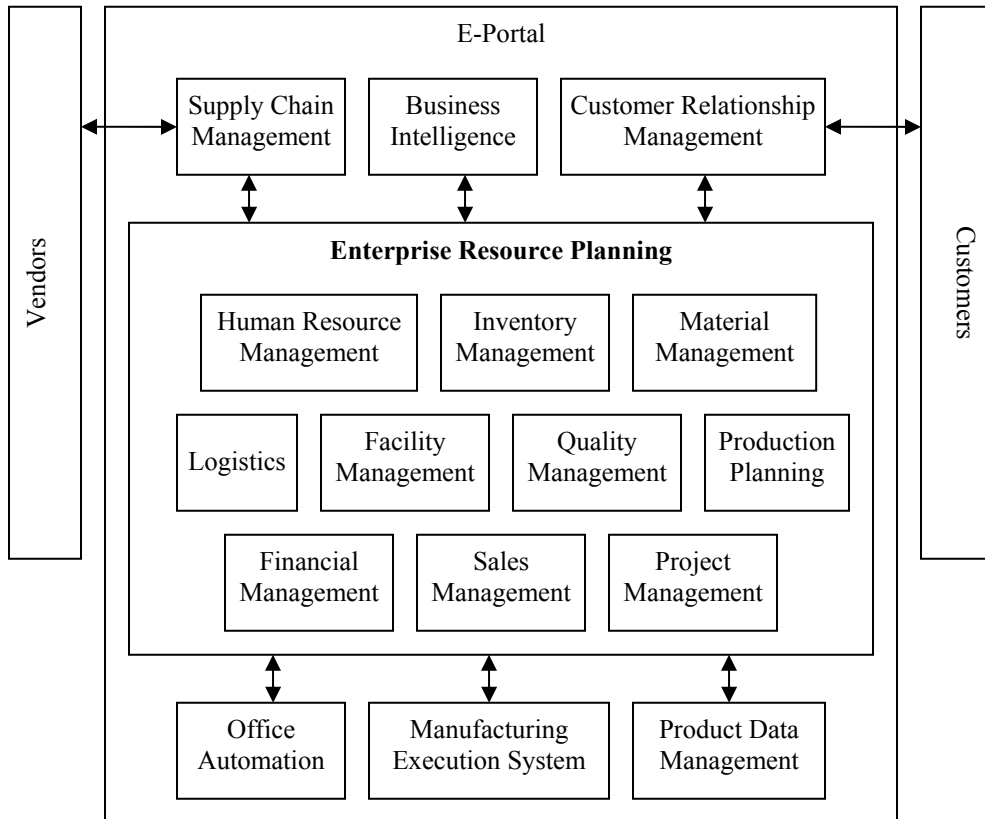 E-Portal
Supply Chain
Management
Business
Intelligence
Customer Relationship
Management
Vendors
Customers
Enterprise Resource Planning
Human Resource
Management
Inventory
Management
Material
Management
Logistics
Facility
Management
Quality
Management
Production
Planning
Financial
Management
Sales
Management
Project
Management
Office
Automation
Manufacturing
Execution System
Product Data
Management